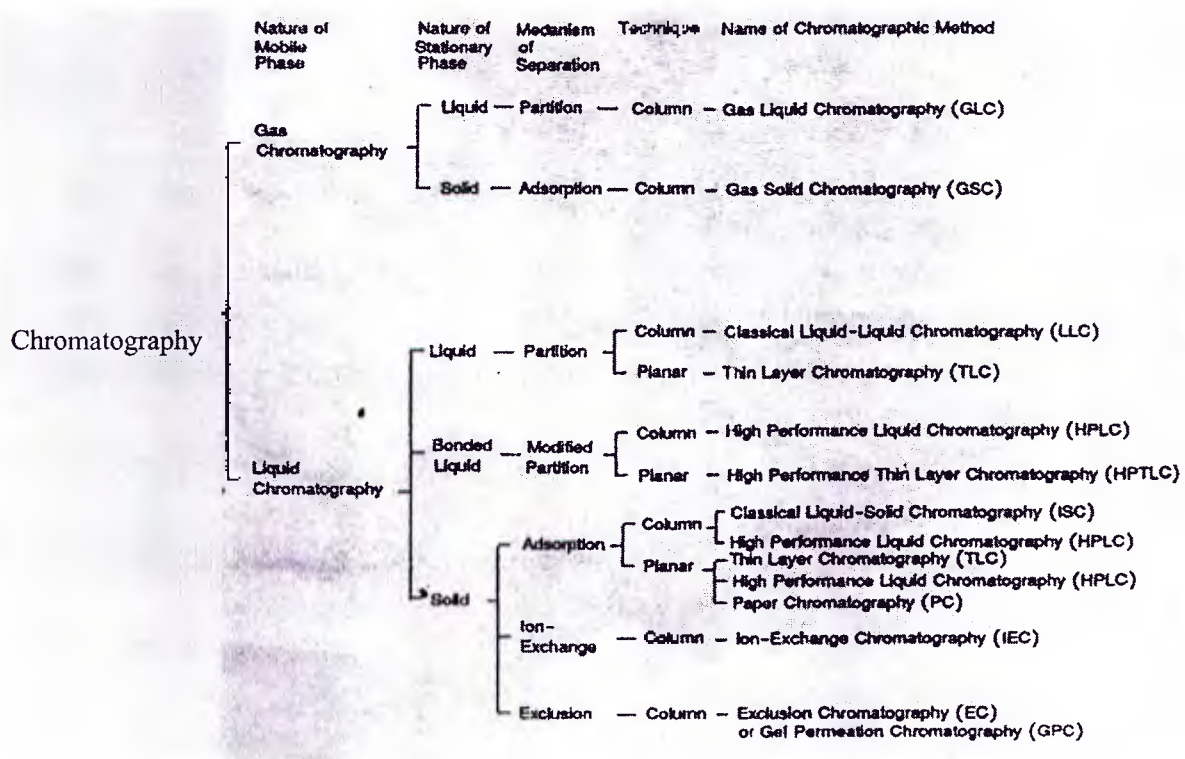 Nature of Mobile Phase
Nature of Stationary Phase
Mechanism of Separation
Technique
Name of Chromatographic Method
Gas Chromatography
Liquid — Partition — Column — Gas Liquid Chromatography (GLC)
Solid — Adsorption — Column — Gas Solid Chromatography (GSC)
Chromatography
Liquid Chromatography
Liquid — Partition
Column — Classical Liquid-Liquid Chromatography (LLC)
Planar — Thin Layer Chromatography (TLC)
Bonded Liquid — Modified Partition
Column — High Performance Liquid Chromatography (HPLC)
Planar — High Performance Thin Layer Chromatography (HPTLC)
Solid
Adsorption
Column
Classical Liquid-Solid Chromatography (ISC)
High Performance Liquid Chromatography (HPLC)
Planar
Thin Layer Chromatography (TLC)
High Performance Liquid Chromatography (HPLC)
Paper Chromatography (PC)
Ion-Exchange — Column — Ion-Exchange Chromatography (IEC)
Exclusion — Column — Exclusion Chromatography (EC)
or Gel Permeation Chromatography (GPC)